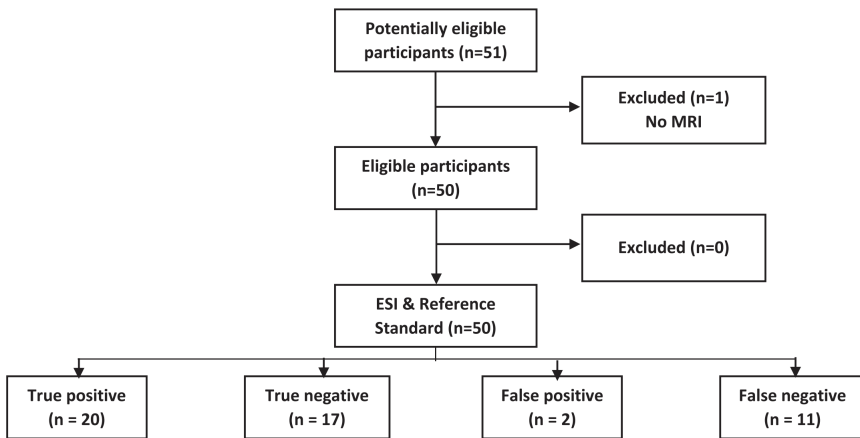 Potentially eligible
participants (n=51)
Excluded (n=1)
No MRI
Eligible participants
(n=50)
Excluded (n=0)
ESI & Reference
Standard (n=50)
True positive
(n = 20)
True negative
(n = 17)
False positive
(n = 2)
False negative
(n = 11)